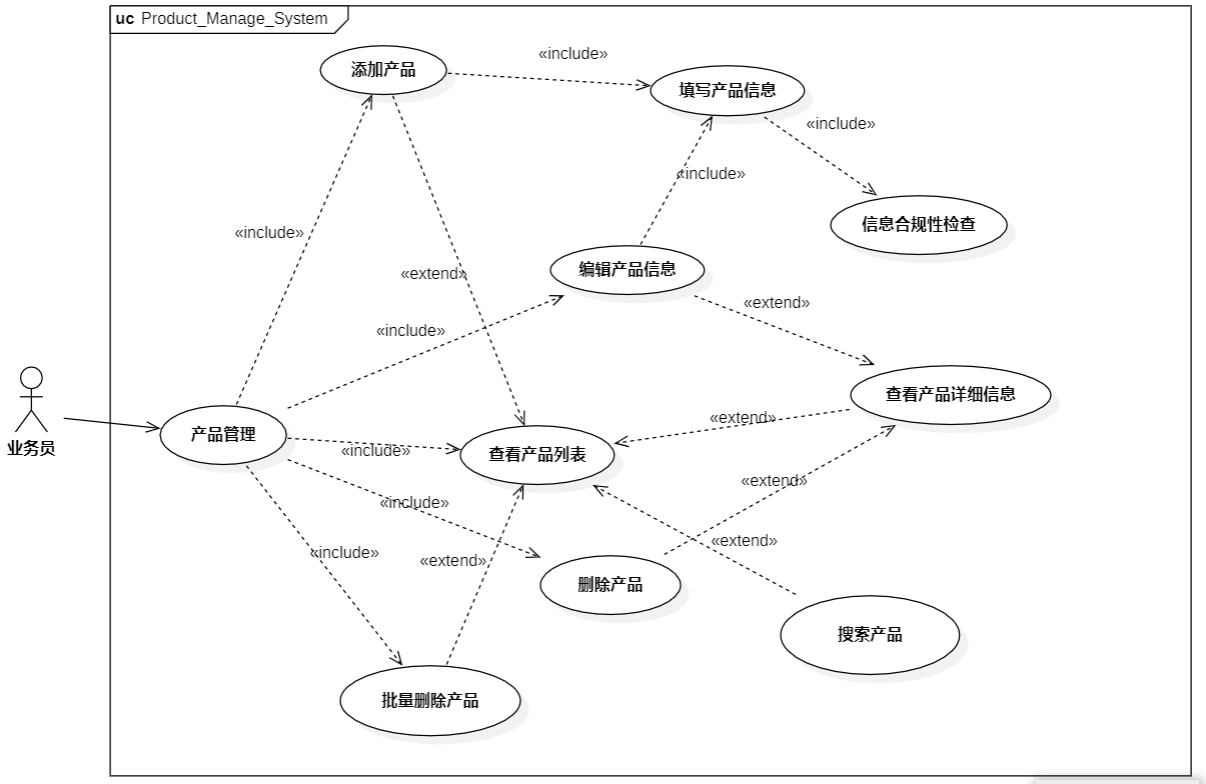 uc Product_Manage_System
添加产品
«include»
填写产品信息
«include»
«include»
信息合规性检查
«include»
编辑产品信息
«extend»
«extend»
«include»
查看产品详细信息
«extend»
产品管理
业务员
«include»
查看产品列表
«extend»
«include»
«extend»
«include»
«extend»
删除产品
搜索产品
批量删除产品